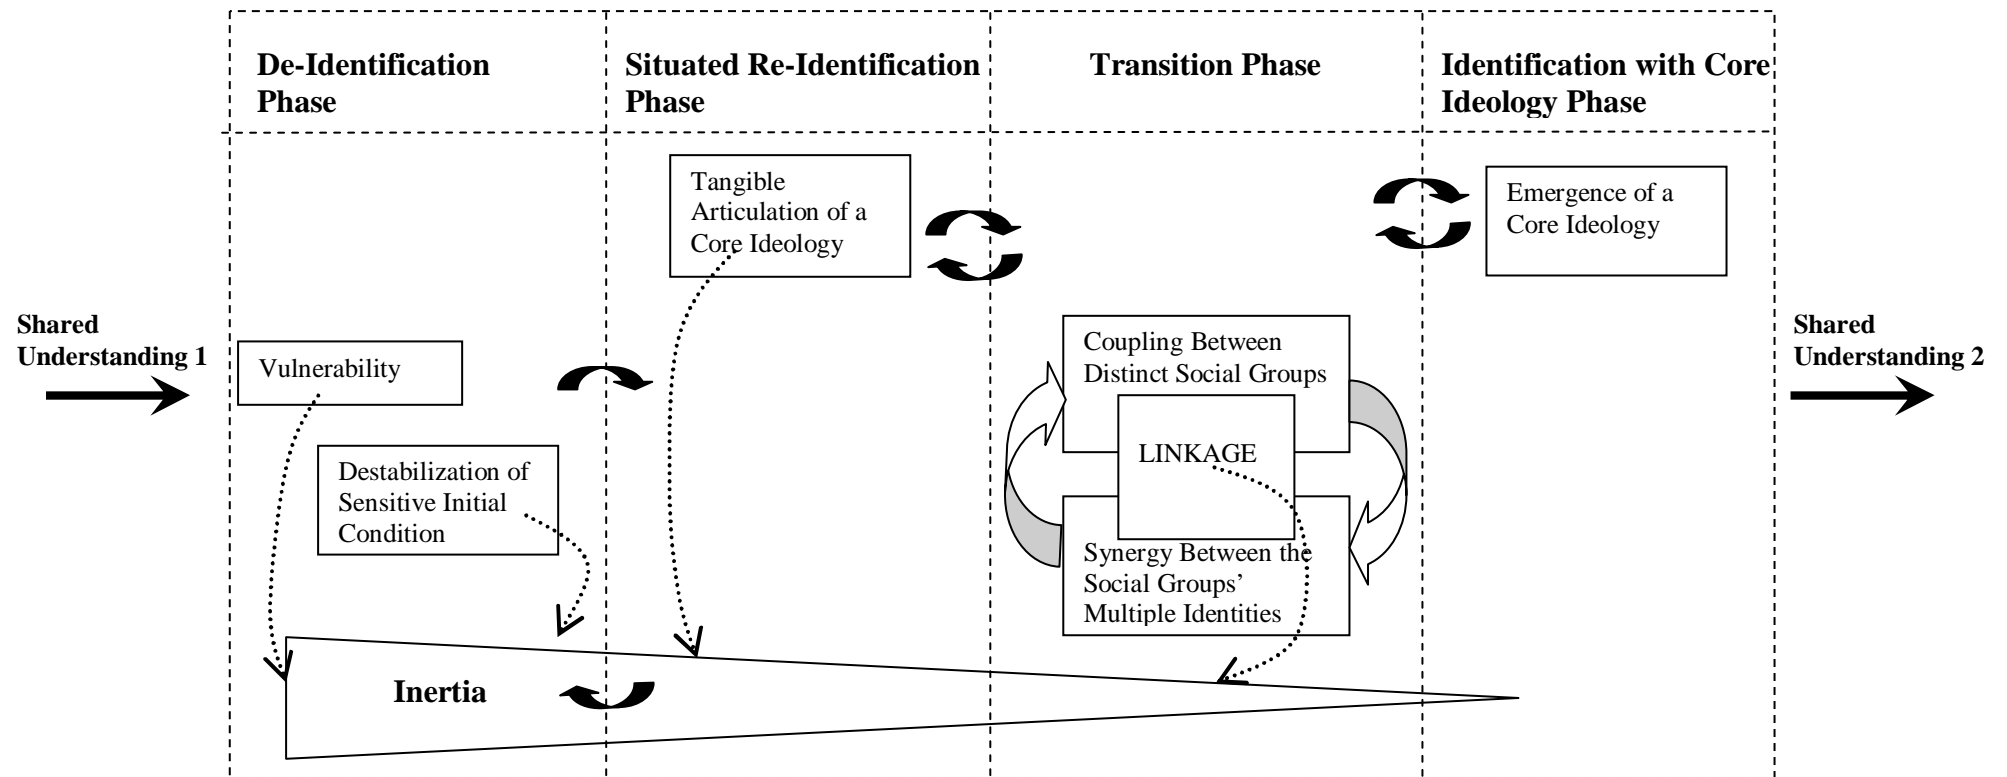 De-Identification
Phase
Situated Re-Identification
Phase
Transition Phase
Identification with Core
Ideology Phase
Tangible
Articulation of a
Core Ideology
Emergence of a
Core Ideology
Shared
Understanding 1
Vulnerability
Destabilization of
Sensitive Initial
Condition
Coupling Between
Distinct Social Groups
LINKAGE
Synergy Between the
Social Groups’
Multiple Identities
Shared
Understanding 2
Inertia